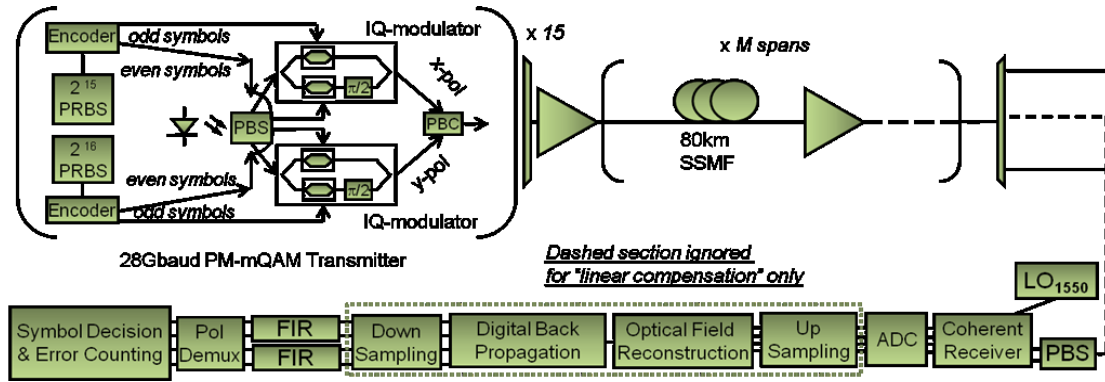 Encoder
odd symbols
even symbols
2 15
PRBS
2 16
PRBS
even symbols
Encoder
odd symbols
PBS
IQ-modulator
π/2
π/2
IQ-modulator
x-pol
PBC
y-pol
x 15
x M spans
80km
SSMF
28Gbaud PM-mQAM Transmitter
Dashed section ignored
for "linear compensation" only
LO1550
Symbol Decision
& Error Counting
Pol
Demux
FIR
FIR
Down
Sampling
Digital Back
Propagation
Optical Field
Reconstruction
Up
Sampling
ADC
Coherent
Receiver
PBS